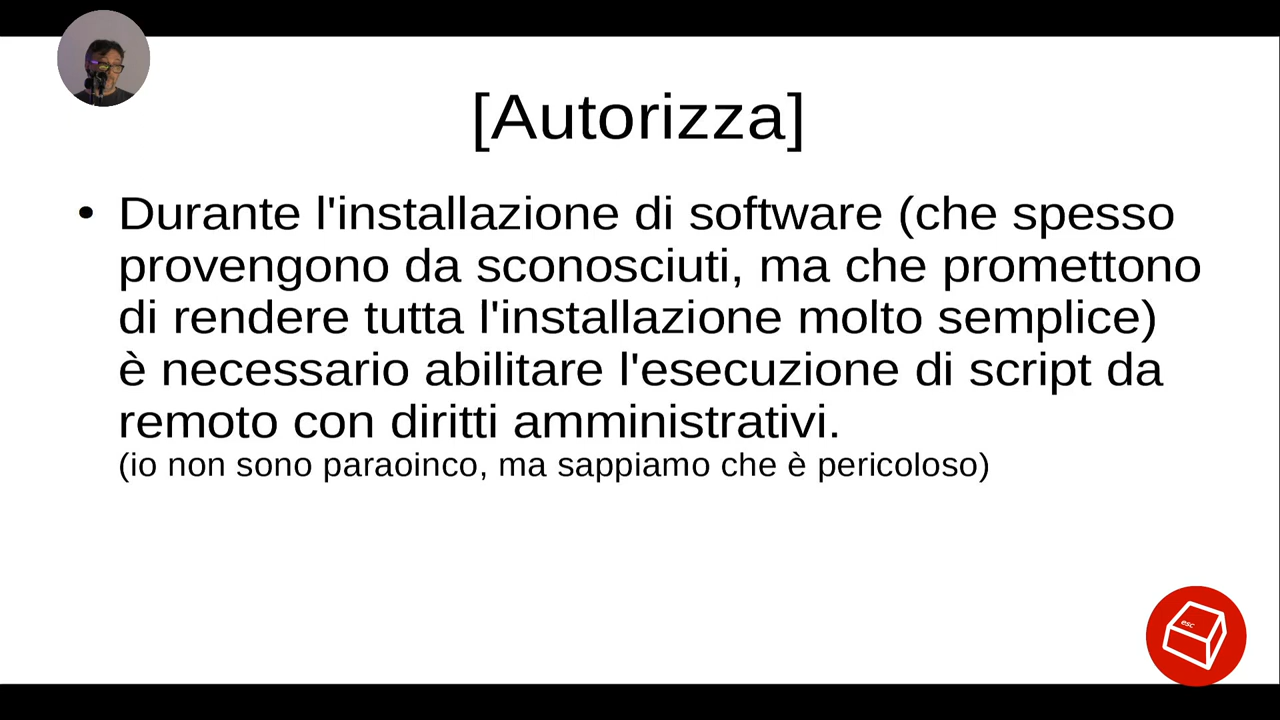 [Autorizza]
• Durante l'installazione di software (che spesso
provengono da sconosciuti, ma che promettono
di rendere tutta l'installazione molto semplice)
è necessario abilitare l'esecuzione di script da
remoto con diritti amministrativi.
(io non sono paraoinco, ma sappiamo che è pericoloso)
esc